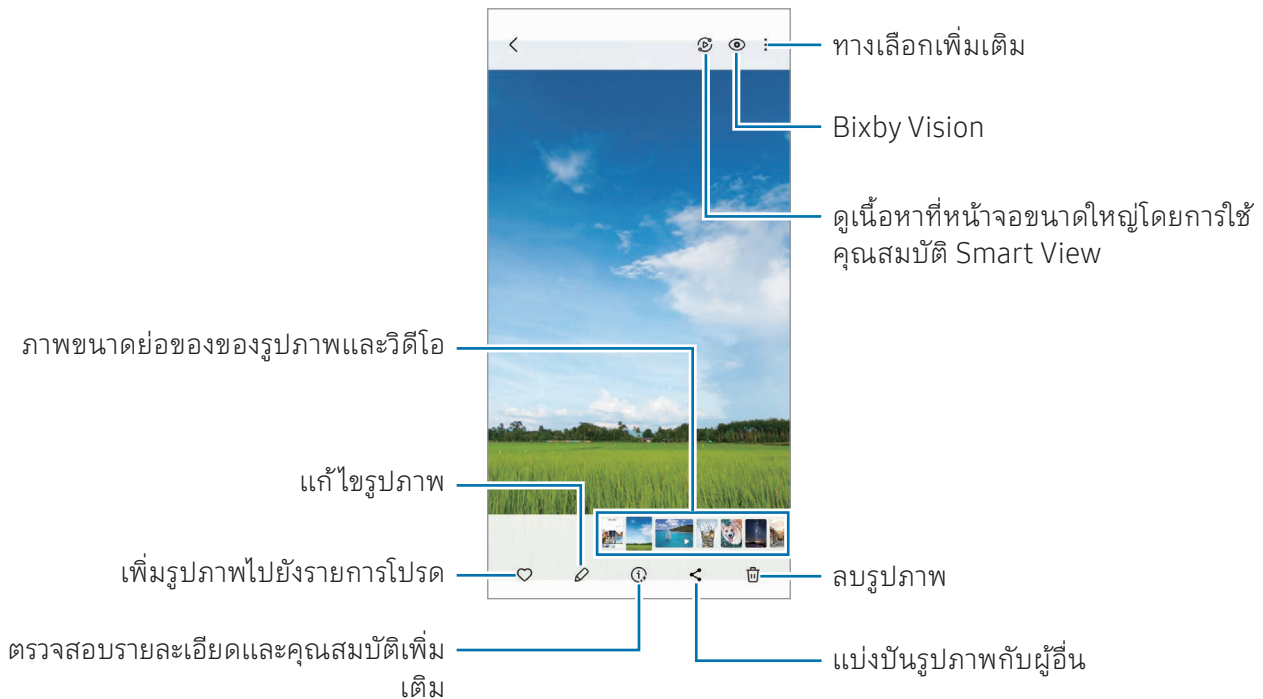 ทางเลือกเพิ่มเติม
Bixby Vision
ดูเนื้อหาที่หน้าจอขนาดใหญ่โดยการใช้
คุณสมบัติ Smart View
ภาพขนาดย่อของของรูปภาพและวิดีโอ
แก้ไขรูปภาพ
เพิ่มรูปภาพไปยังรายการโปรด
ลบรูปภาพ
ตรวจสอบรายละเอียดและคุณสมบัติเพิ่ม
เติม
แบ่งปันรูปภาพกับผู้อื่น